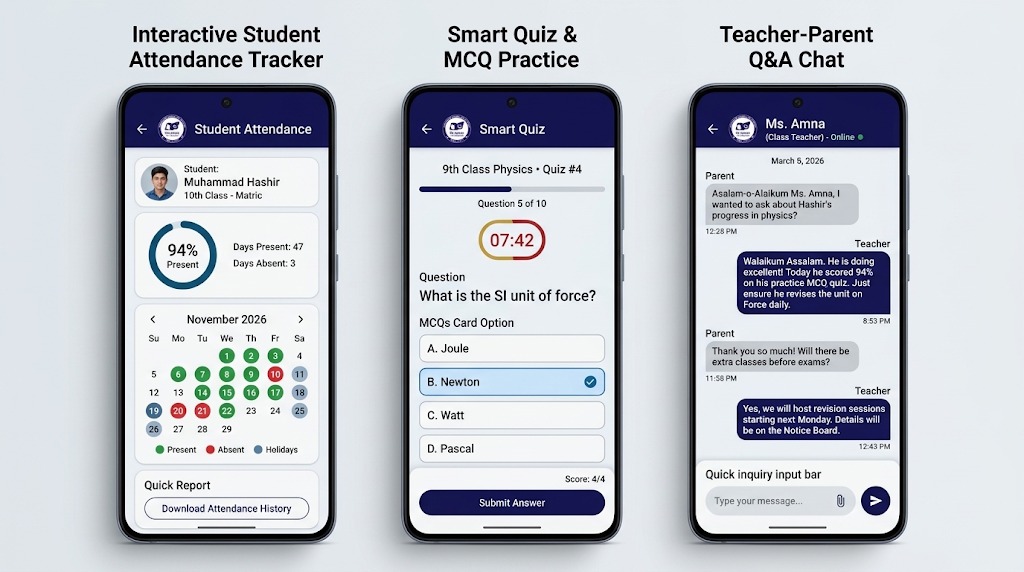 Interactive Student
Attendance Tracker
Student Attendance
Student:
Muhammad Hashir
10th Class - Matric
94%
Present
Days Present: 47
Days Absent: 3
November 2026
Su Mo Tu We Th Fr Sa
1 2 3 4
5 6 7 8 9 10 11
12 13 14 15 16 17 18
19 20 21 22 23 24 25
26 27 28 29
Present Absent Holidays
Quick Report
Download Attendance History
Smart Quiz &
MCQ Practice
Smart Quiz
9th Class Physics • Quiz #4
Question 5 of 10
07:42
Question
What is the SI unit of force?
MCQs Card Option
A. Joule
B. Newton
C. Watt
D. Pascal
Score: 4/4
Submit Answer
Teacher-Parent
Q&A Chat
Ms. Amna
(Class Teacher) - Online
March 5, 2026
Parent
Asalam-o-Alaikum Ms. Amna, I
wanted to ask about Hashir's
progress in physics?
12:28 PM
Teacher
Walaikum Assalam. He is doing
excellent! Today he scored 94%
on his practice MCQ quiz. Just
ensure he revises the unit on
Force daily.
8:53 PM
Parent
Thank you so much! Will there be
extra classes before exams?
11:58 PM
Teacher
Yes, we will host revision sessions
starting next Monday. Details will
be on the Notice Board.
12:43 PM
Quick inquiry input bar
Type your message...